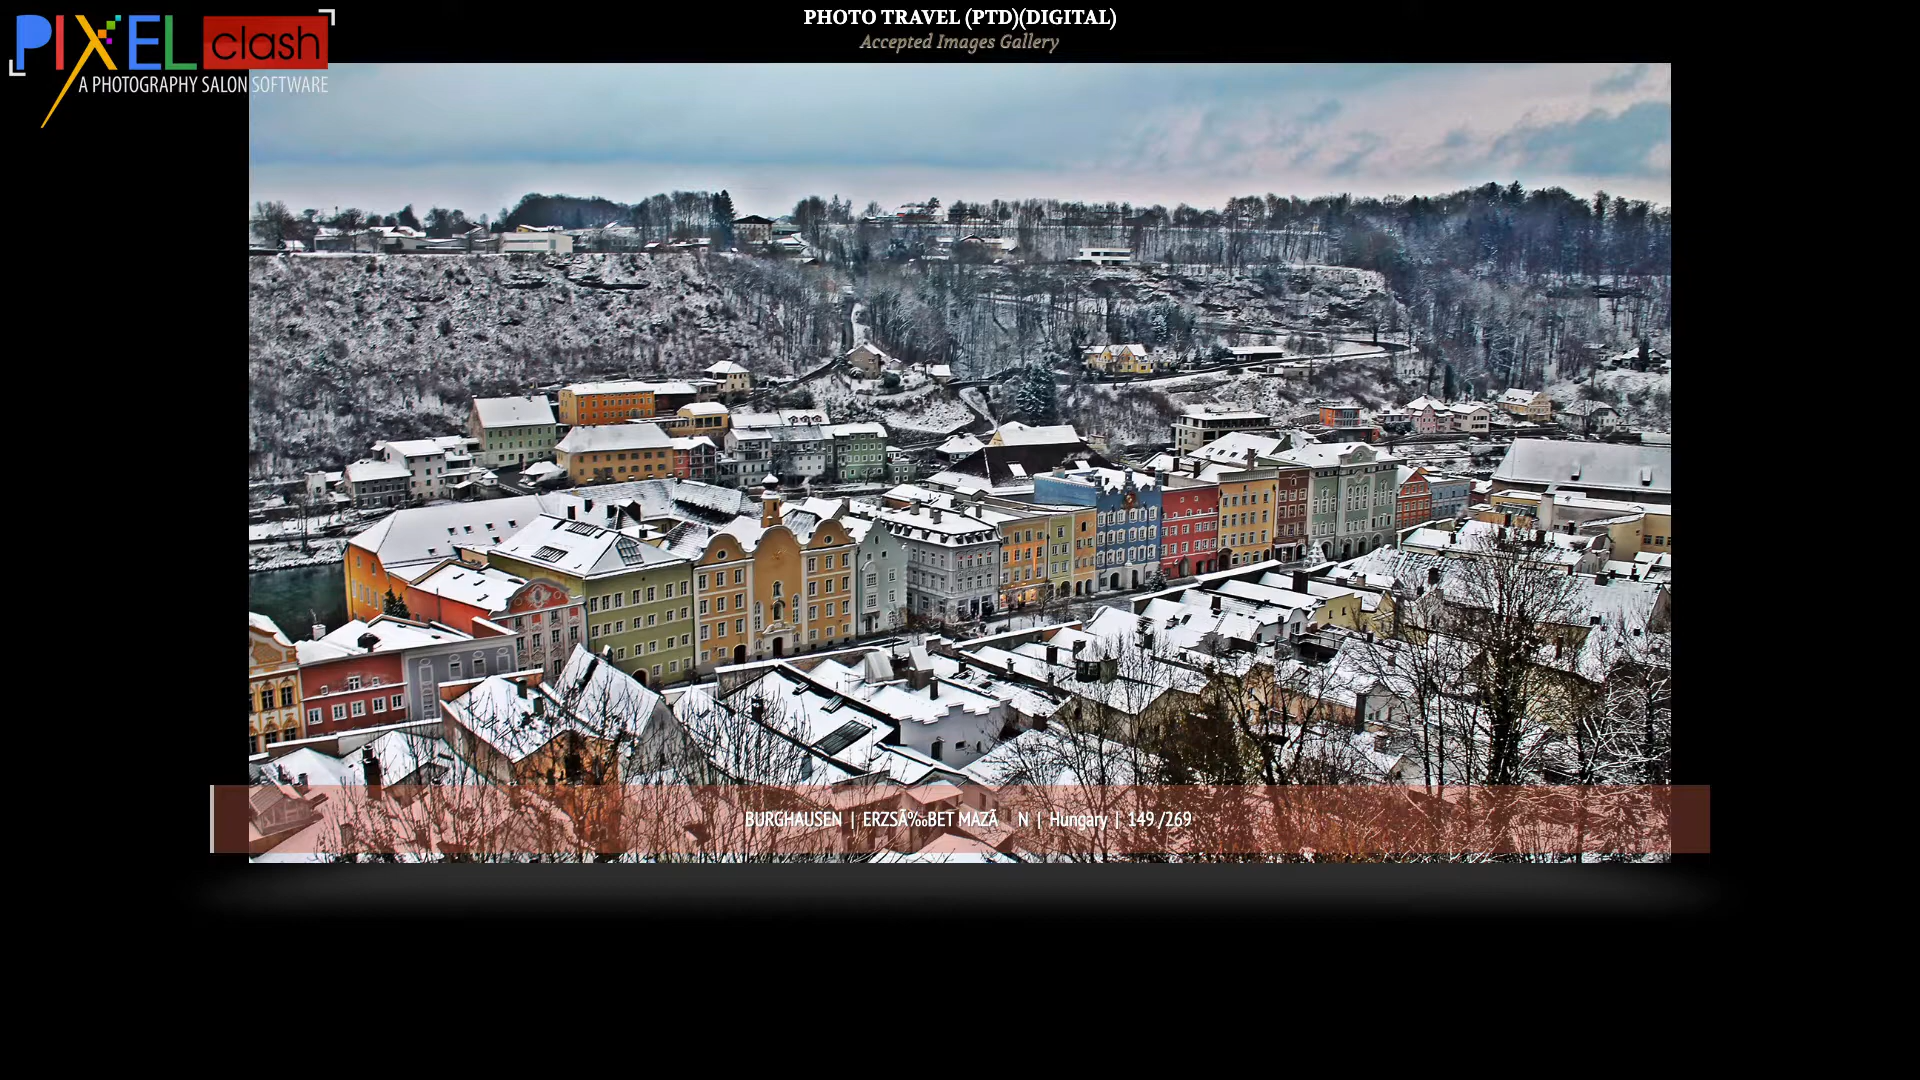 PIXEL clash
A PHOTOGRAPHY SALON SOFTWARE
PHOTO TRAVEL (PTD)(DIGITAL)
Accepted Images Gallery
BURGHAUSEN | ERZSÃ‰BET MAZÃ N | Hungary | 149 /269